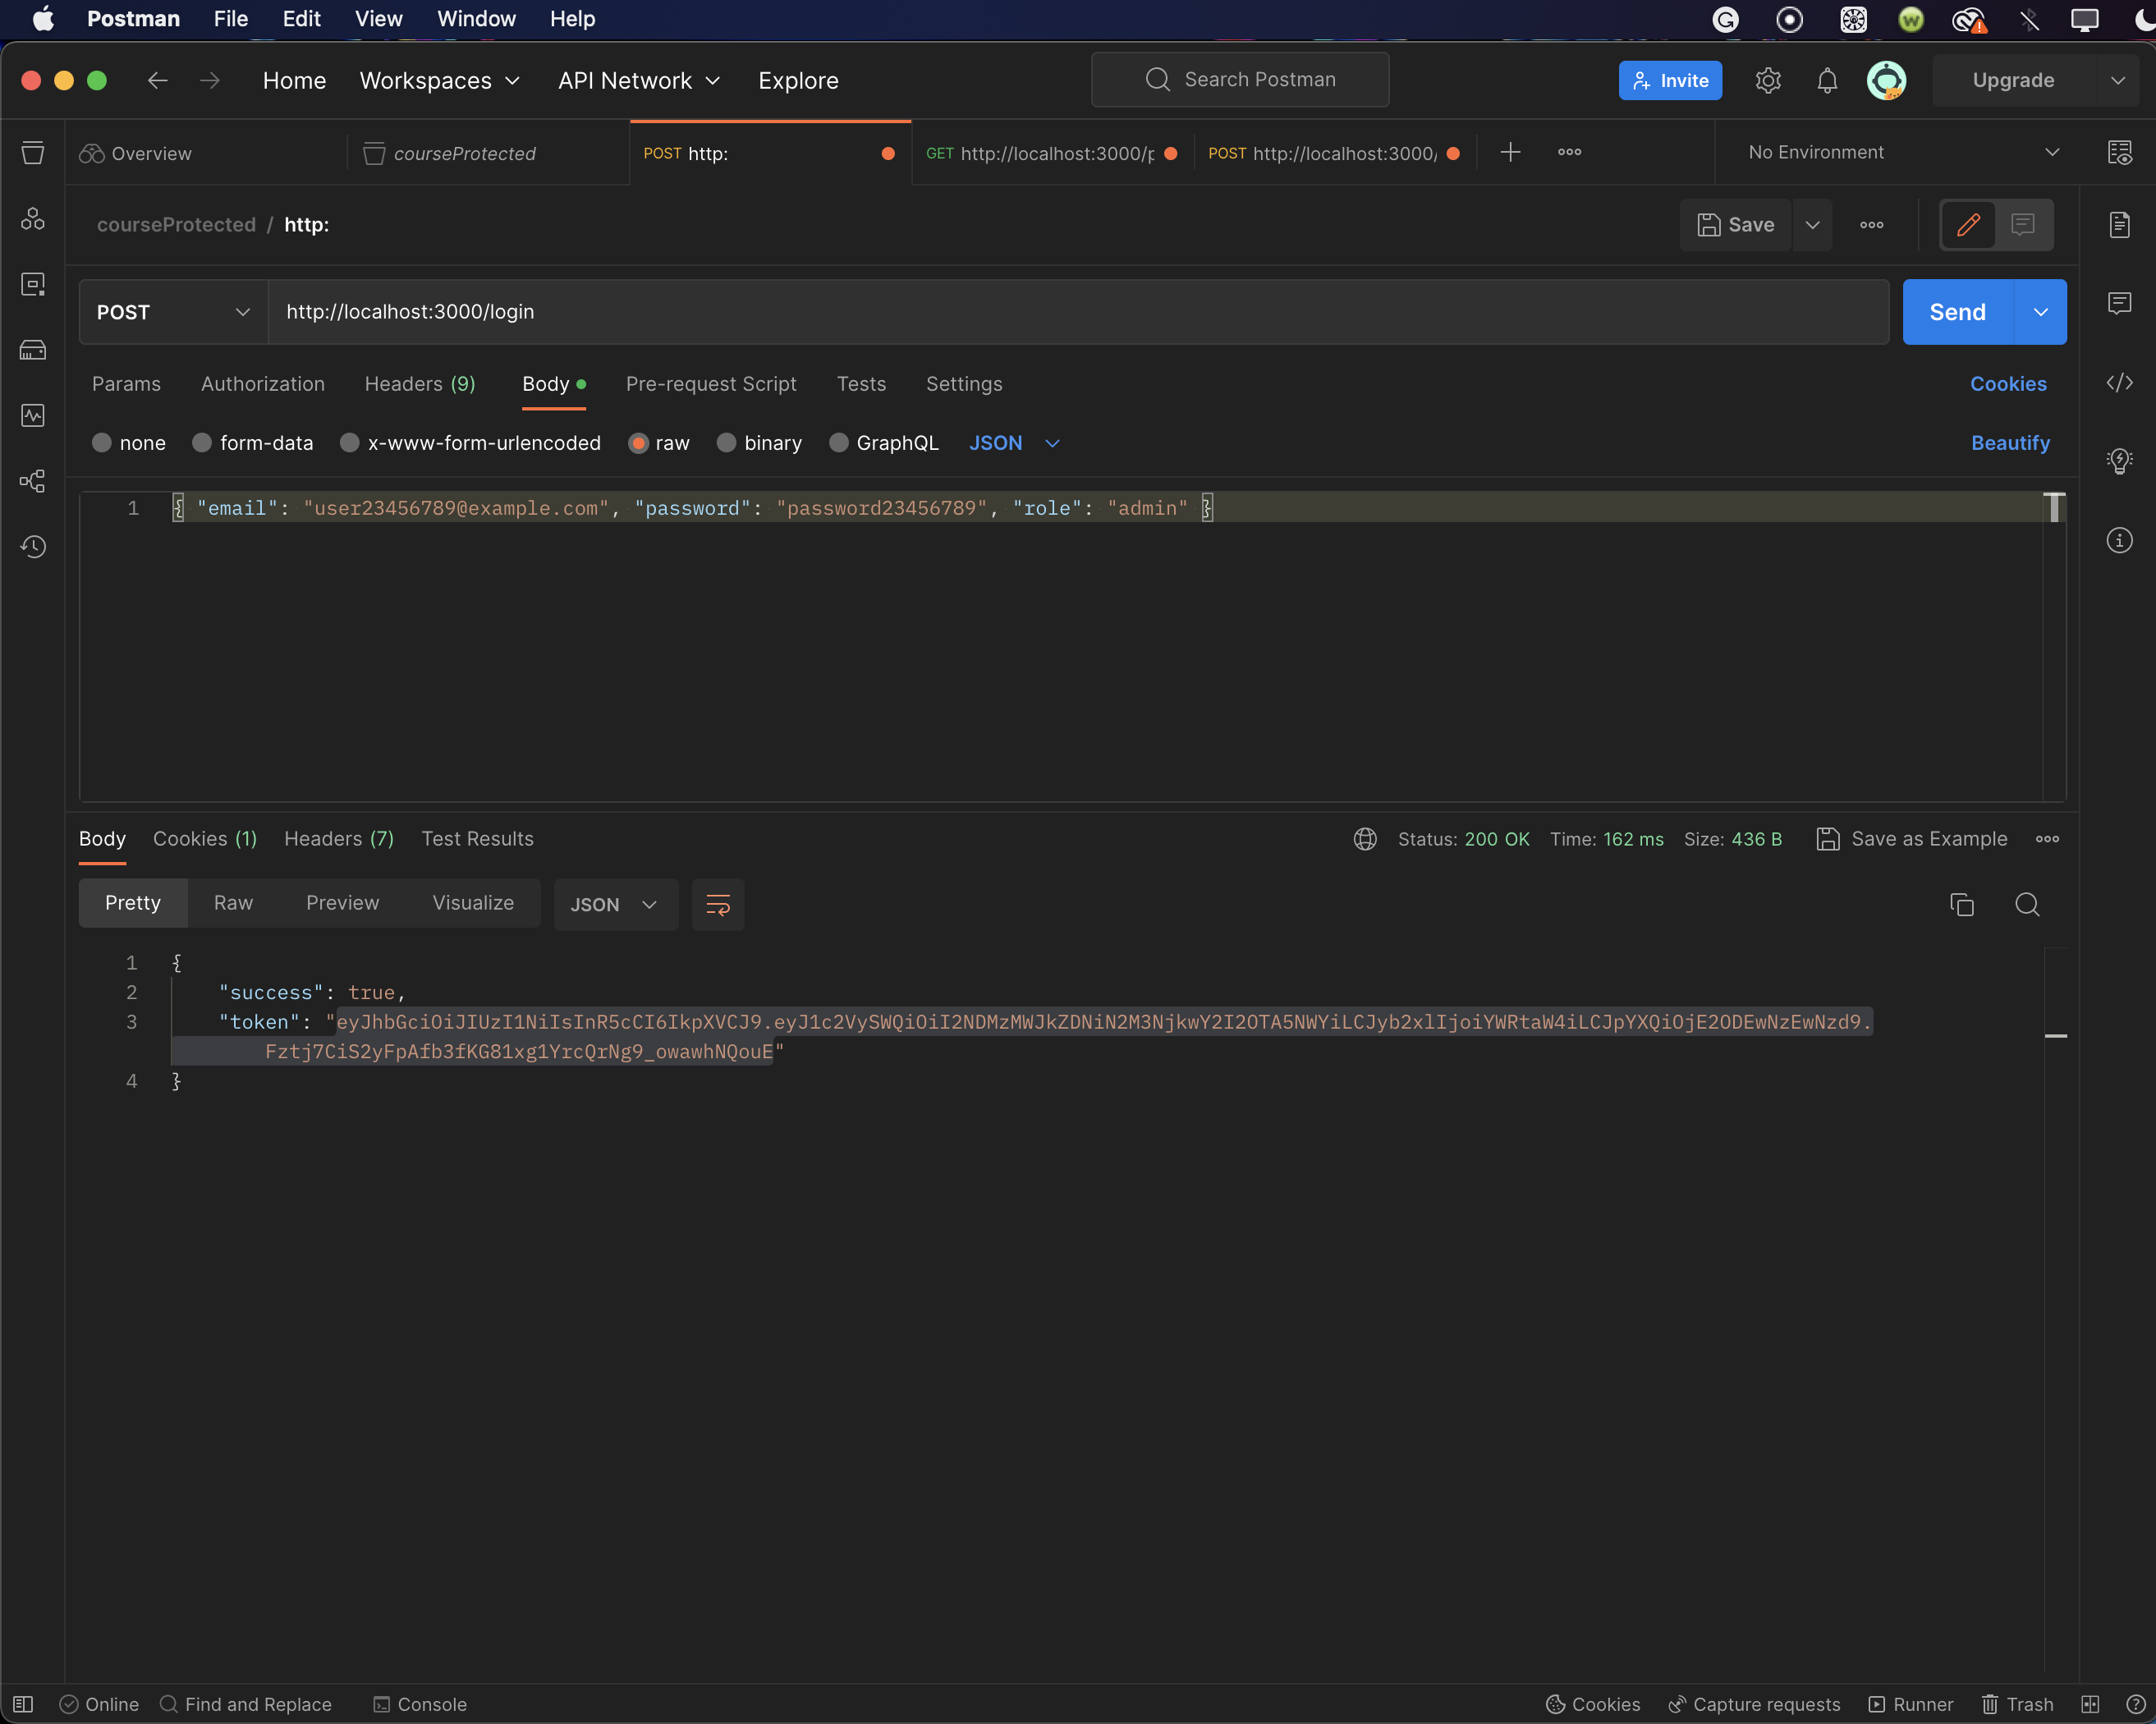 Postman File Edit View Window Help
Home Workspaces API Network Explore Search Postman Invite Upgrade
Overview courseProtected POST http: GET http://localhost:3000/p POST http://localhost:3000/ No Environment
courseProtected / http: Save
POST http://localhost:3000/login Send
Params Authorization Headers (9) Body Pre-request Script Tests Settings Cookies
none form-data x-www-form-urlencoded raw binary GraphQL JSON Beautify
1 { "email": "user23456789@example.com", "password": "password23456789", "role": "admin" }
Body Cookies (1) Headers (7) Test Results Status: 200 OK Time: 162 ms Size: 436 B Save as Example
Pretty Raw Preview Visualize JSON
1 {
2 "success": true,
3 "token": "eyJhbGciOiJIUzI1NiIsInR5cCI6IkpXVCJ9.eyJ1c2VySWQiOiI2NDMzMWJkZDNiN2M3NjkwY2I2OTA5NWYiLCJyb2xlIjoiYWRtaW4iLCJpYXQiOjE2ODEwNzEwNzd9.
Fztj7CiS2yFpAfb3fKG81xg1YrcQrNg9_owawhNQouE"
4 }
Online Find and Replace Console Cookies Capture requests Runner Trash